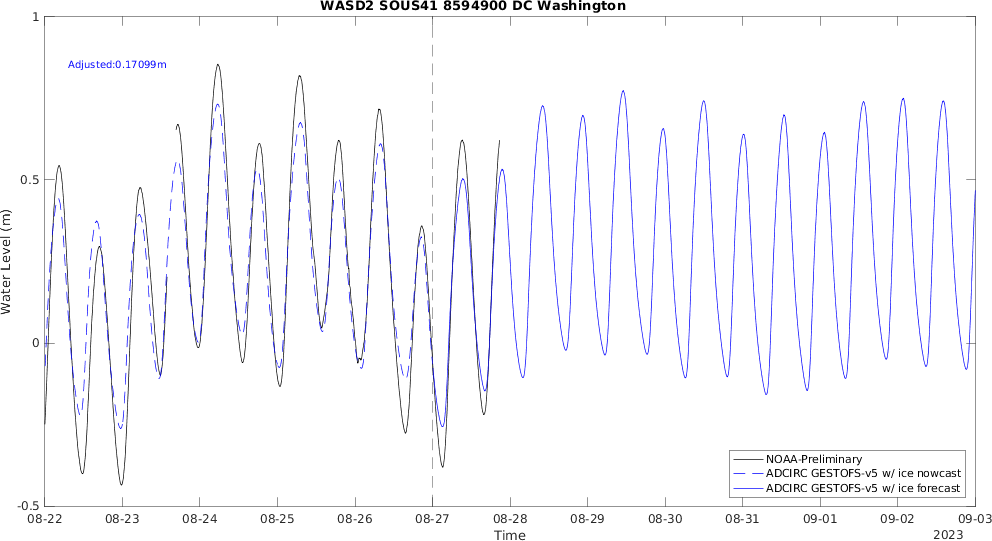 WASD2 SOUS41 8594900 DC Washington
Adjusted:0.17099m
Water Level (m)
1
0.5
0
-0.5
NOAA-Preliminary
ADCIRC GESTOFS-v5 w/ ice nowcast
ADCIRC GESTOFS-v5 w/ ice forecast
08-22 08-23 08-24 08-25 08-26 08-27 08-28 08-29 08-30 08-31 09-01 09-02 09-03
Time
2023